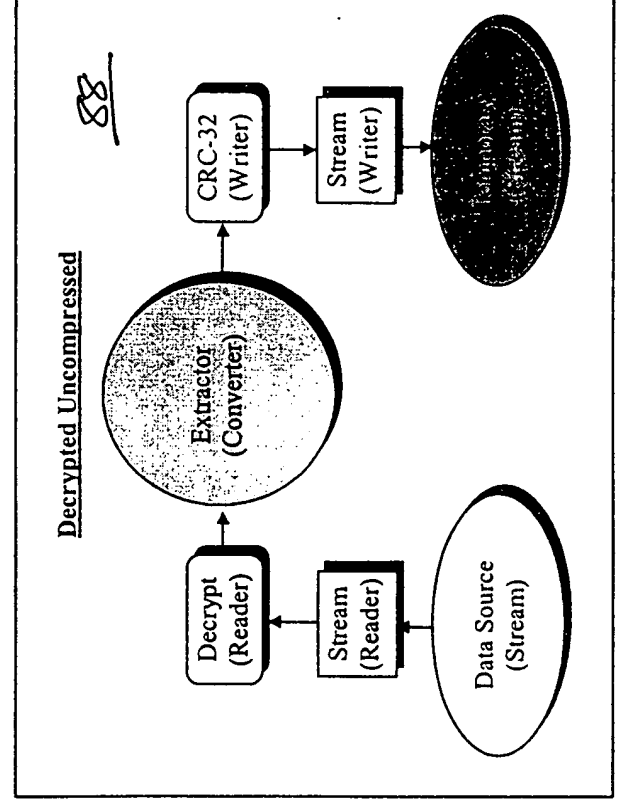 88
Decrypted Uncompressed
Decrypt
(Reader)
Extractor
(Converter)
CRC-32
(Writer)
Stream
(Reader)
Stream
(Writer)
Data Source
(Stream)